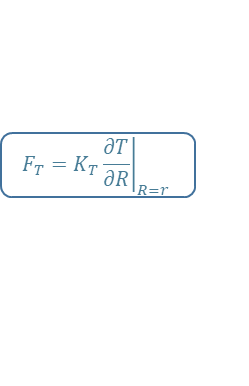 F_T = K_T ∂T/∂R|_{R=r}